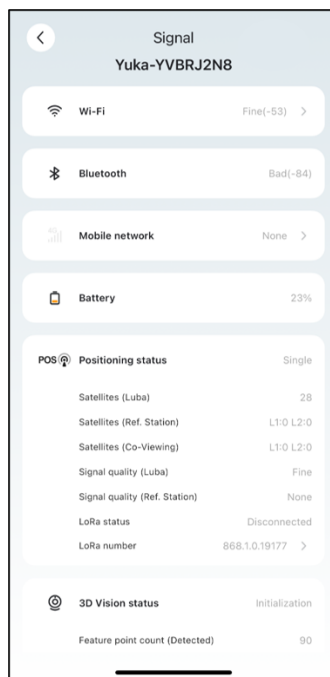 Signal
Yuka-YVBRJ2N8
Wi-Fi Fine(-53)
Bluetooth Bad(-84)
Mobile network None
Battery 23%
POS Positioning status Single
Satellites (Luba) 28
Satellites (Ref. Station) L1:0 L2:0
Satellites (Co-Viewing) L1:0 L2:0
Signal quality (Luba) Fine
Signal quality (Ref. Station) None
LoRa status Disconnected
LoRa number 868.1.0.19177
3D Vision status Initialization
Feature point count (Detected) 90